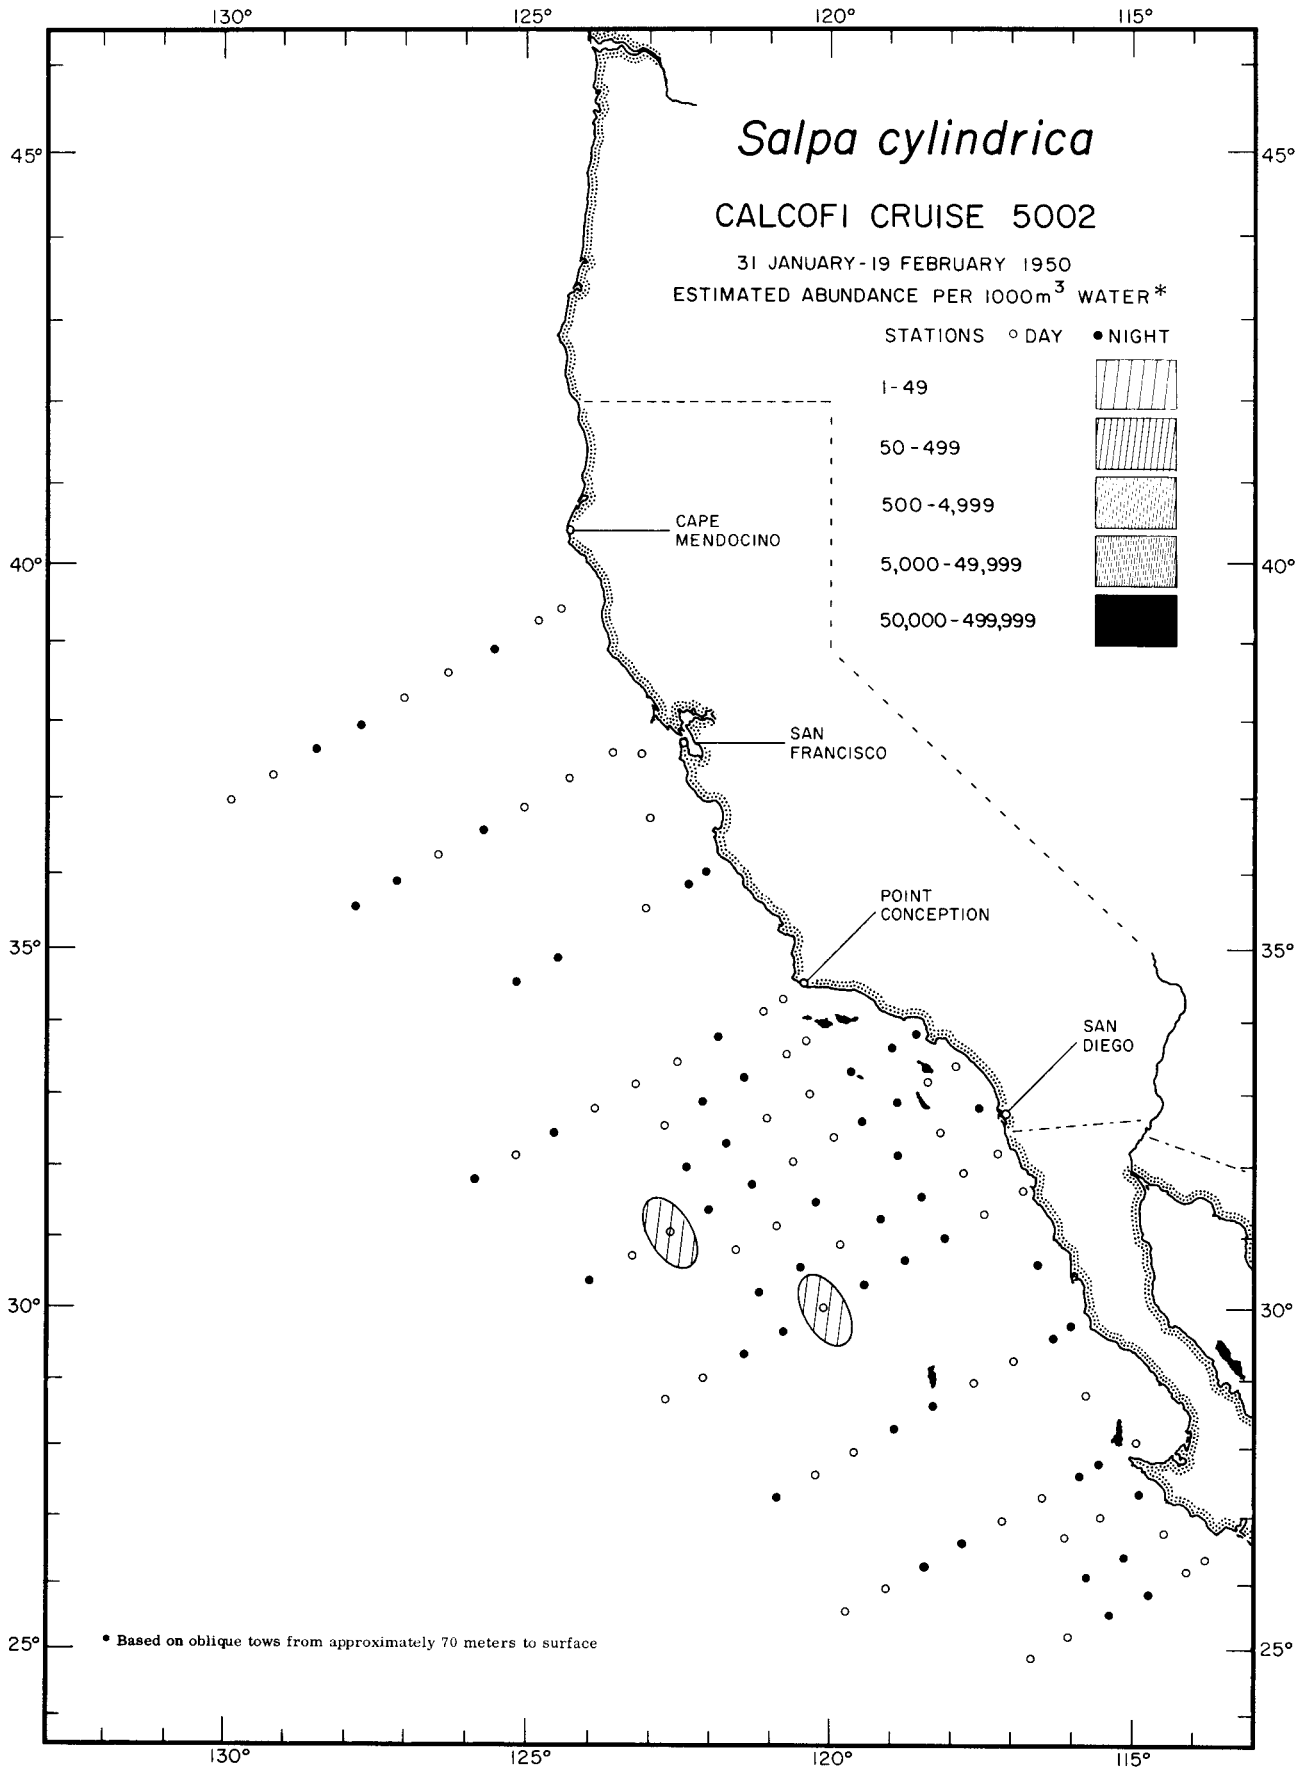 130° 125° 120° 115°
Salpa cylindrica
45° 45°
CALCOFI CRUISE 5002
31 JANUARY-19 FEBRUARY 1950
ESTIMATED ABUNDANCE PER 1000m³ WATER*
STATIONS ○ DAY ● NIGHT
1-49
50-499
500-4,999
5,000-49,999
50,000-499,999
CAPE
MENDOCINO
40° 40°
SAN
FRANCISCO
POINT
CONCEPTION
35° 35°
SAN
DIEGO
30° 30°
25° 25°
• Based on oblique tows from approximately 70 meters to surface
130° 125° 120° 115°